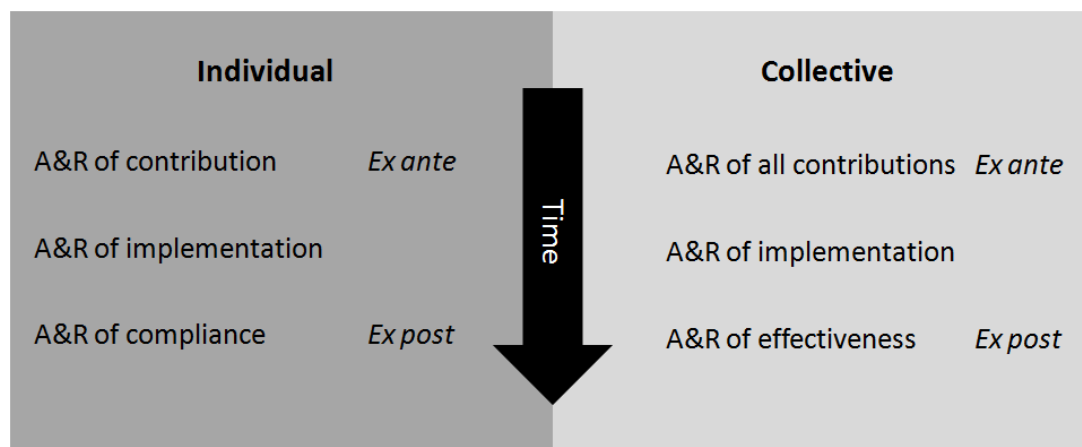 Individual
A&R of contribution Ex ante
A&R of implementation
A&R of compliance Ex post
Time
Collective
A&R of all contributions Ex ante
A&R of implementation
A&R of effectiveness Ex post